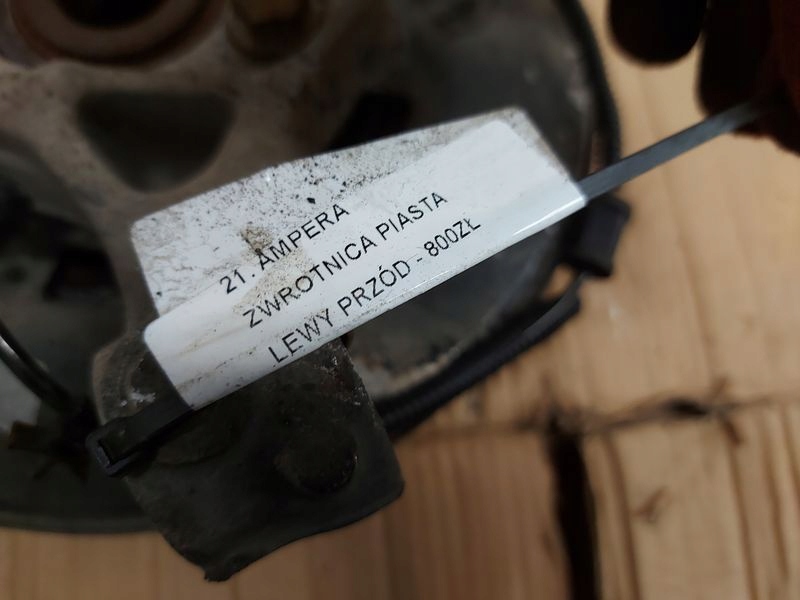 21. AMPERA
ZWROTNICA PIASTA
LEWY PRZÓD - 800ZŁ